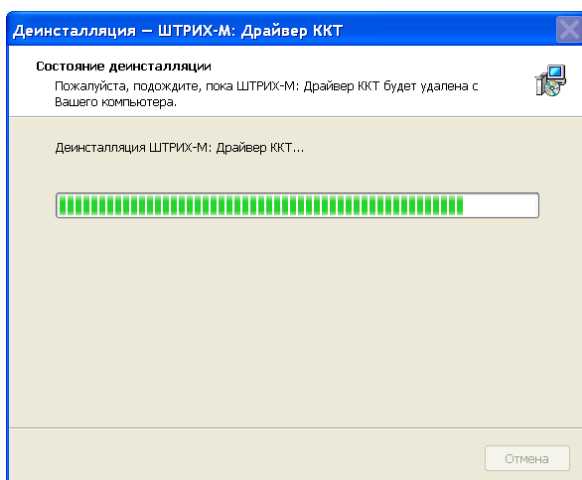 Деинсталляция — ШТРИХ-М: Драйвер ККТ
Состояние деинсталляции
Пожалуйста, подождите, пока ШТРИХ-М: Драйвер ККТ будет удалена с
Вашего компьютера.
Деинсталляция ШТРИХ-М: Драйвер ККТ...
Отмена